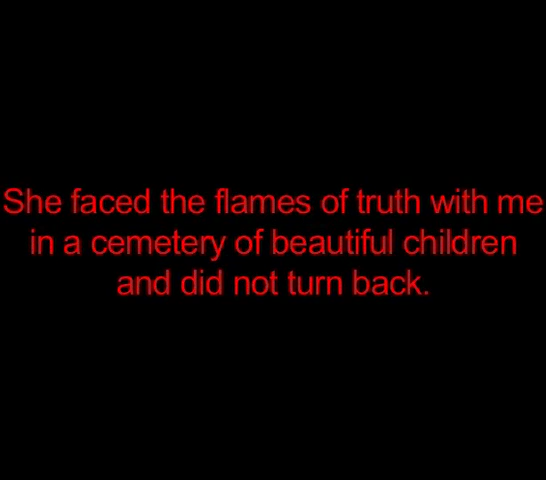 She faced the flames of truth with me
in a cemetery of beautiful children
and did not turn back.